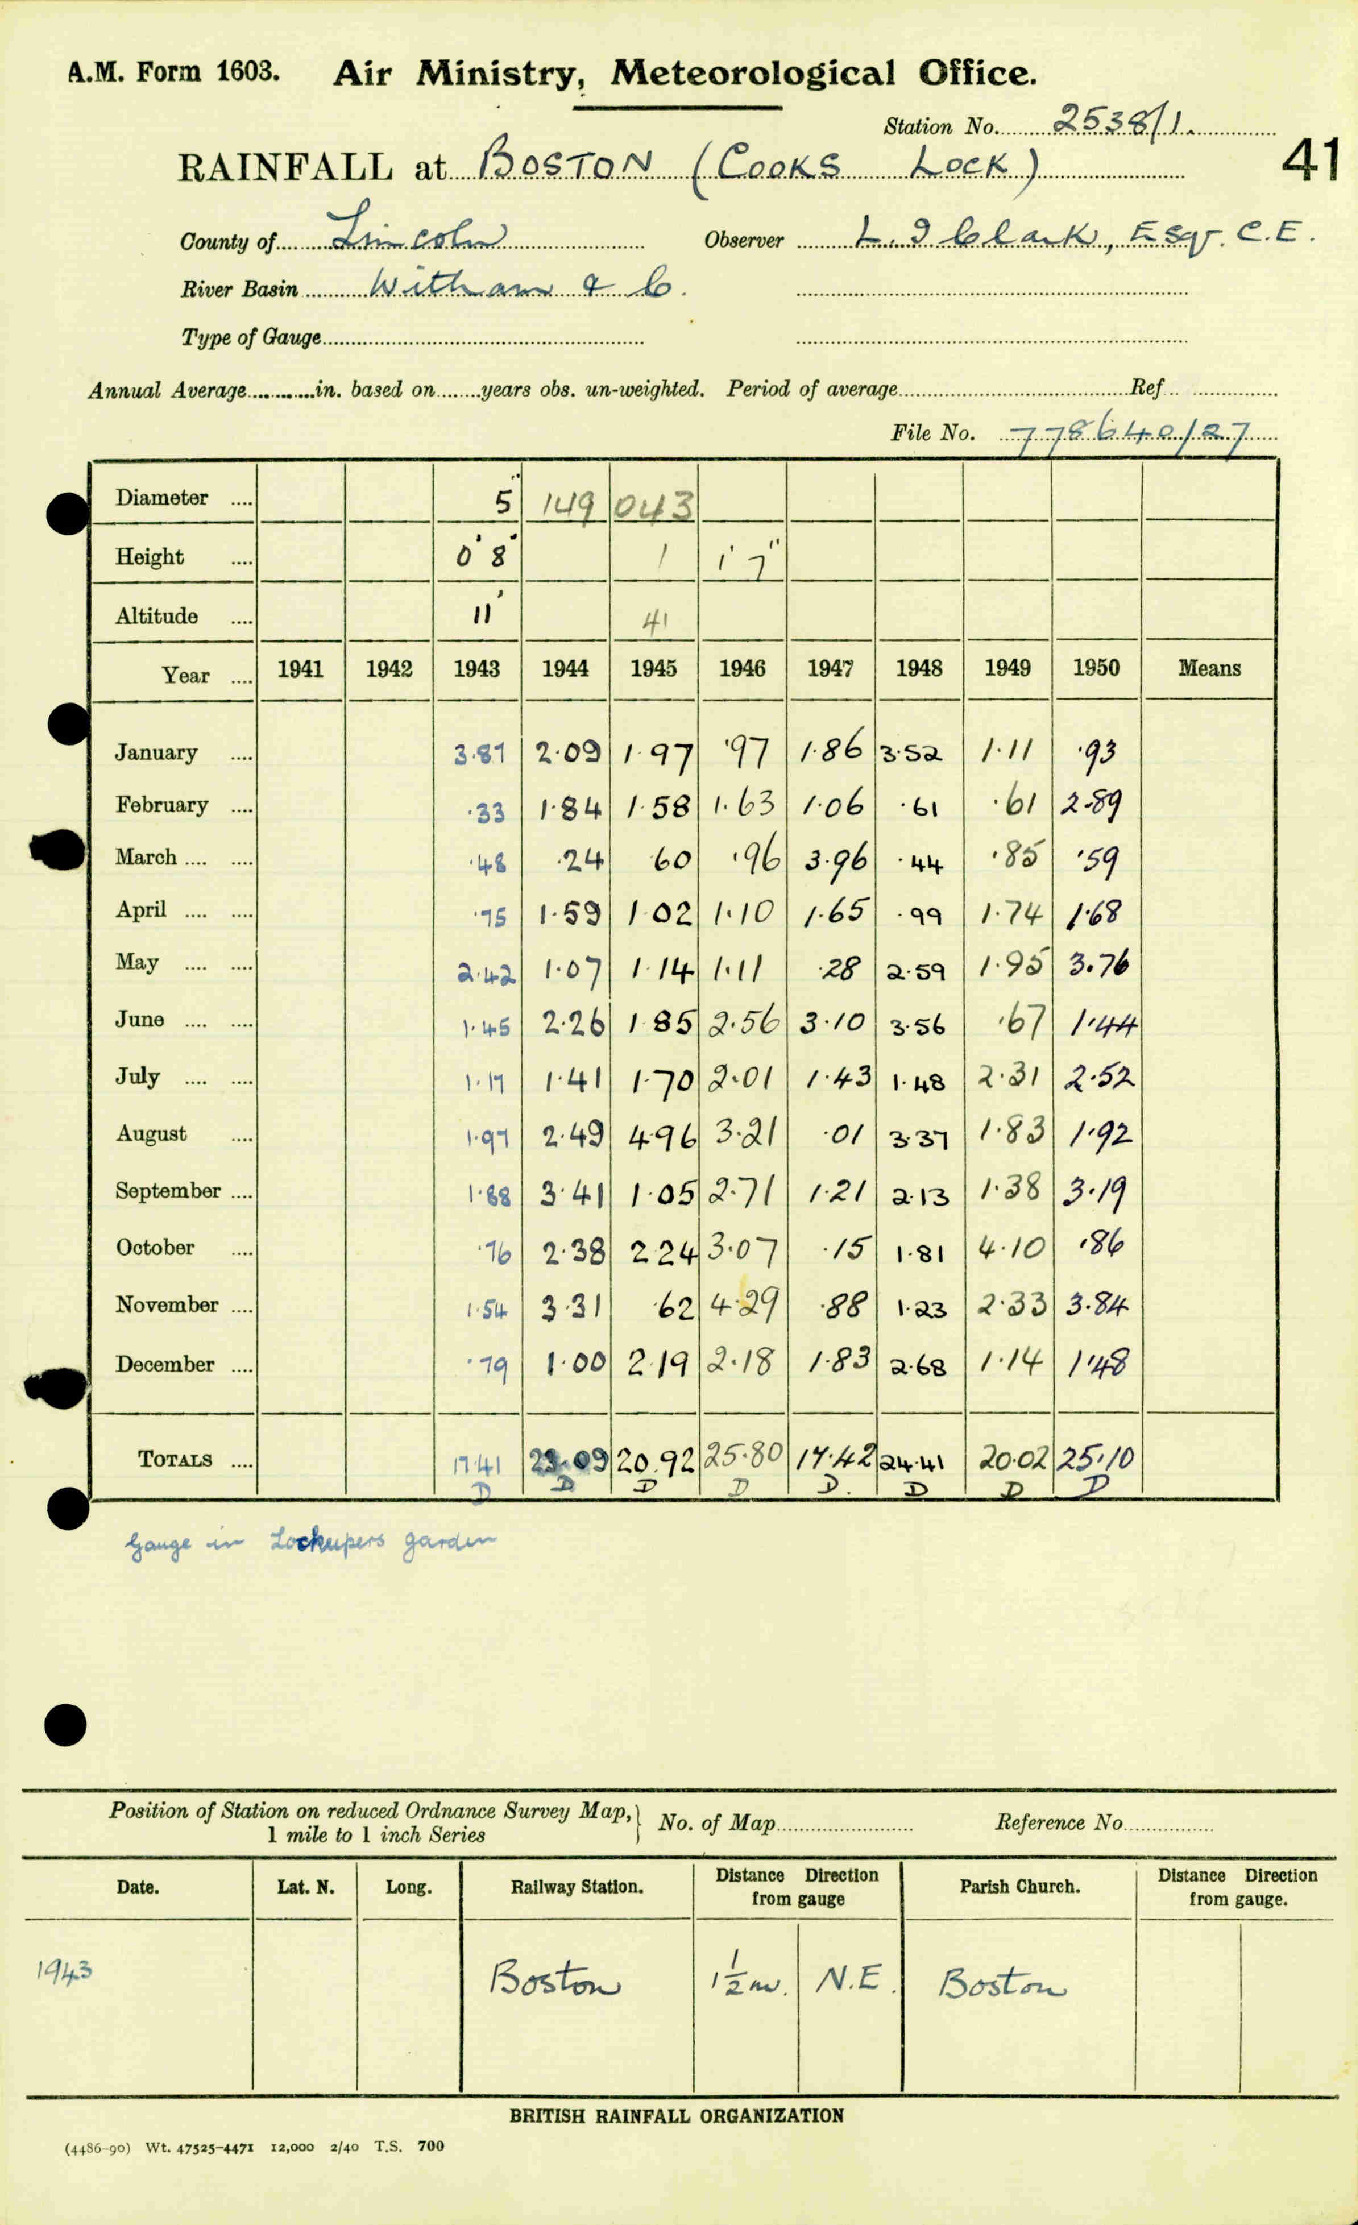 A.M. Form 1603. Air Ministry, Meteorological Office.
Station No. 2538/1.
RAINFALL at BOSTON (COOKS LOCK) 41
County of Lincoln Observer L. I Clark, Esqr. C.E.
River Basin Witham & C.
Type of Gauge
Annual Average in. based on years obs. un-weighted. Period of average Ref
File No. 778640/27
Diameter 5" 149 043
Height 0' 8" 1 1' 7"
Altitude 11' 41
Year 1941 1942 1943 1944 1945 1946 1947 1948 1949 1950 Means
January 3.87 2.09 1.97 .97 1.86 3.52 1.11 .93
February .33 1.84 1.58 1.63 1.06 .61 .61 2.89
March .48 .24 .60 .96 3.96 .44 .85 .59
April .75 1.59 1.02 1.10 1.65 .99 1.74 1.68
May 2.42 1.07 1.14 1.11 .28 2.59 1.95 3.76
June 1.45 2.26 1.85 2.56 3.10 3.56 .67 1.44
July 1.17 1.41 1.70 2.01 1.43 1.48 2.31 2.52
August 1.97 2.49 4.96 3.21 .01 3.37 1.83 1.92
September 1.88 3.41 1.05 2.71 1.21 2.13 1.38 3.19
October .76 2.38 2.24 3.07 .15 1.81 4.10 .86
November 1.54 3.31 .62 4.29 .88 1.23 2.33 3.84
December .79 1.00 2.19 2.18 1.83 2.68 1.14 1.48
TOTALS 17.41 23.09 20.92 25.80 17.42 24.41 20.02 25.10
D D D D D. D D D
Gauge in Lockeepers garden
Position of Station on reduced Ordnance Survey Map, No. of Map Reference No
1 mile to 1 inch Series
Date. Lat. N. Long. Railway Station. Distance Direction from gauge Parish Church. Distance Direction from gauge.
1943 Boston 1½ m. N.E. Boston
BRITISH RAINFALL ORGANIZATION
(4486-90) Wt. 47525-4471 12,000 2/40 T.S. 700